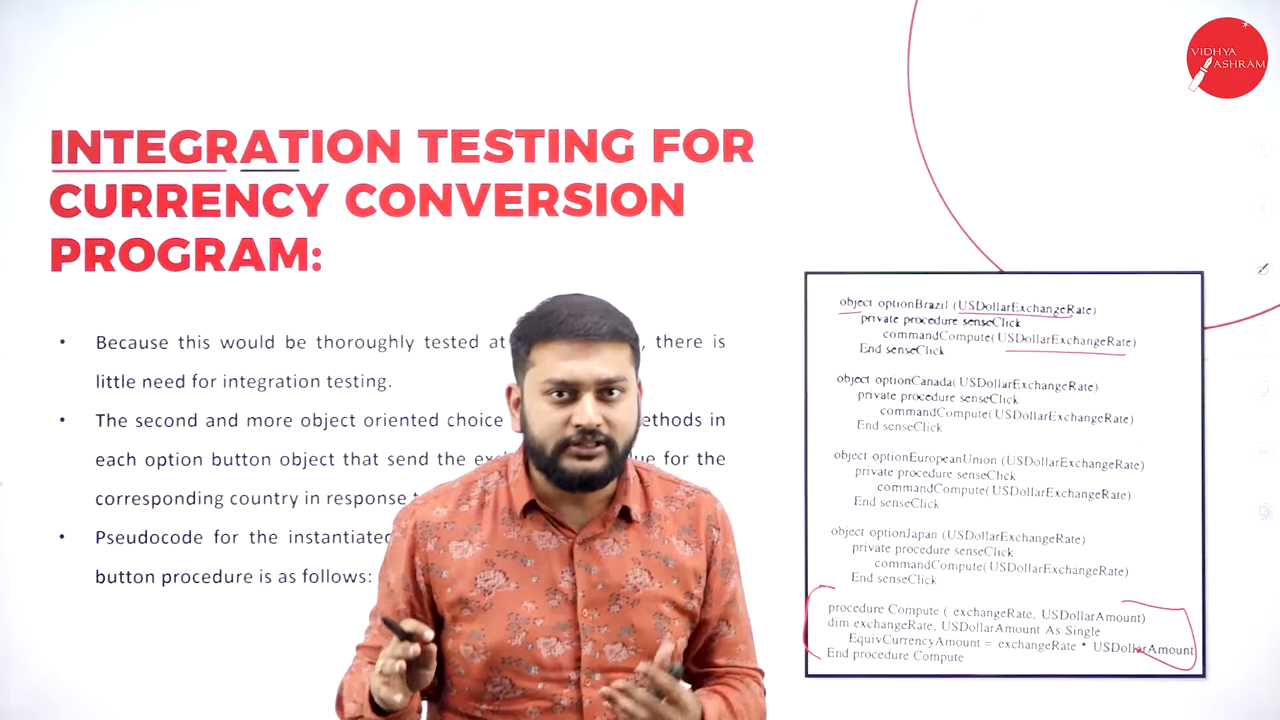 VIDHYA
ASHRAM
INTEGRATION TESTING FOR
CURRENCY CONVERSION
PROGRAM:
• Because this would be thoroughly tested at , there is
little need for integration testing.
• The second and more object oriented choice ethods in
each option button object that send the for the
corresponding country in response
• Pseudocode for the instantiated
button procedure is as follows:
object optionBrazil (USDollarExchangeRate)
private procedure senseClick
commandCompute( USDollarExchangeRate)
End senseClick
object optionCanada( USDollarExchangeRate)
private procedure senseClick
commandCompute( USDollarExchangeRate)
End senseClick
object optionEuropeanUnion (USDollarExchangeRate)
private procedure senseClick
commandCompute( USDollarExchangeRate)
End senseClick
object optionJapan (USDollarExchangeRate)
private procedure senseClick
commandCompute( USDollarExchangeRate)
End senseClick
procedure Compute ( exchangeRate, USDollarAmount)
dim exchangeRate, USDollarAmount As Single
EquivCurrencyAmount = exchangeRate * USDollarAmount
End procedure Compute